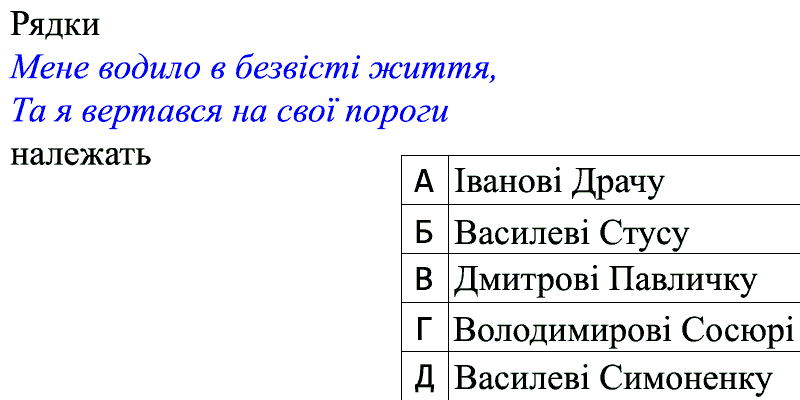 Рядки
Мене водило в безвісті життя,
Та я вертався на свої пороги
належать
А Іванові Драчу
Б Василеві Стусу
В Дмитрові Павличку
Г Володимирові Сосюрі
Д Василеві Симоненку